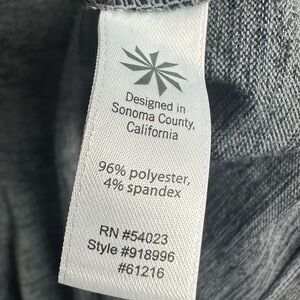 Designed in
Sonoma County,
California
96% polyester,
4% spandex
RN #54023
Style #918996
#61216